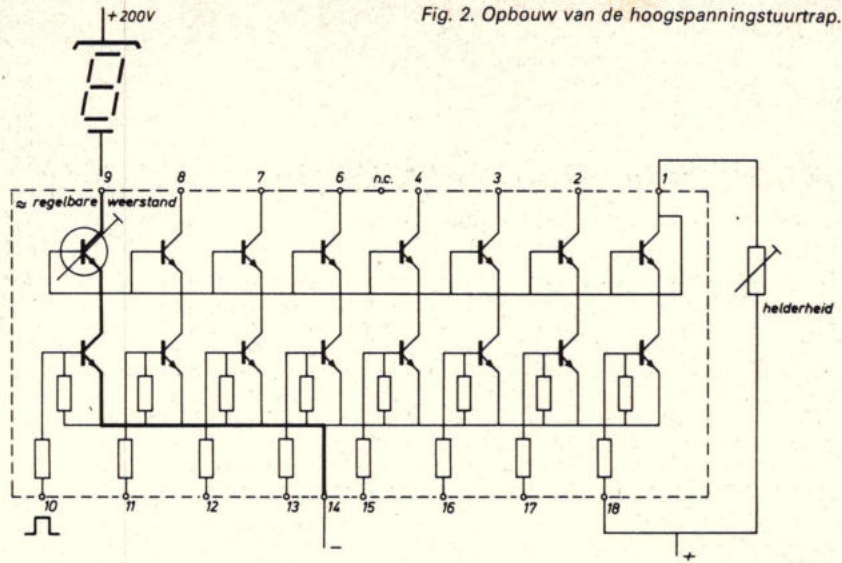 Fig. 2. Opbouw van de hoogspanningstuurtrap.
+200V
9 8 7 6 n.c. 4 3 2 1
≈ regelbare weerstand
helderheid
10 11 12 13 14 15 16 17 18
− +